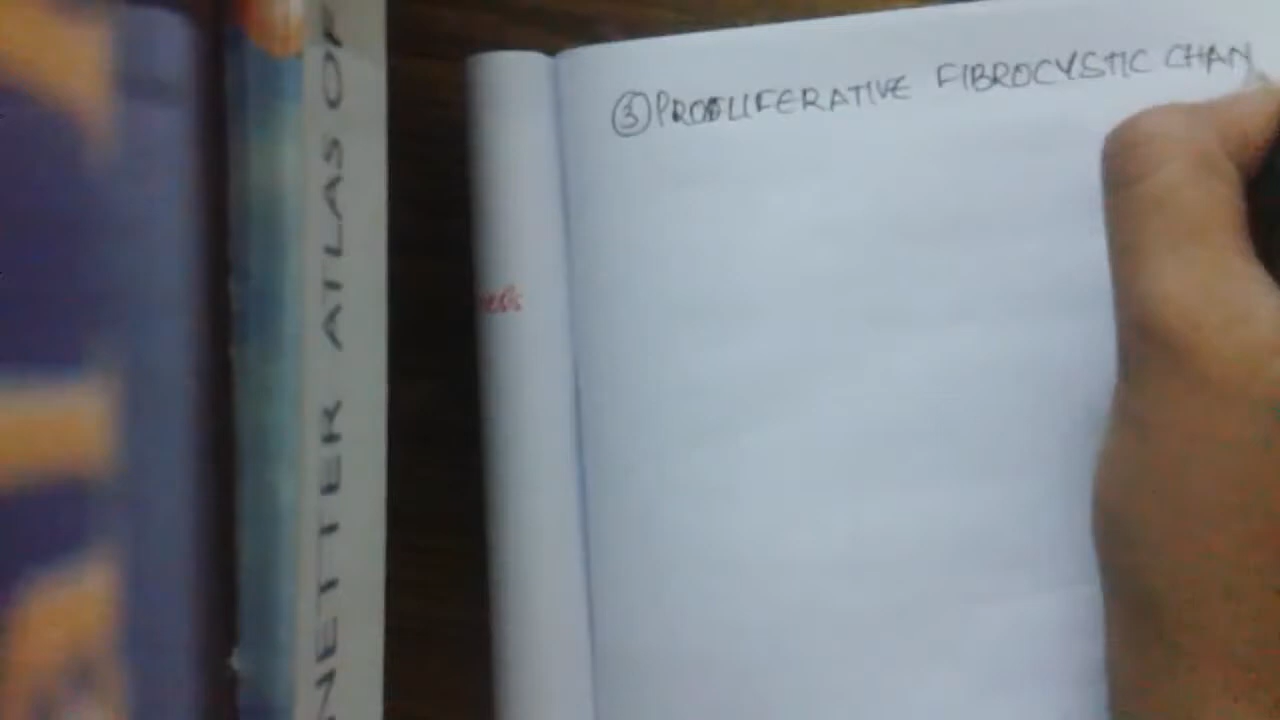 NETTER ATLAS OF
③ PROLIFERATIVE FIBROCYSTIC CHAN